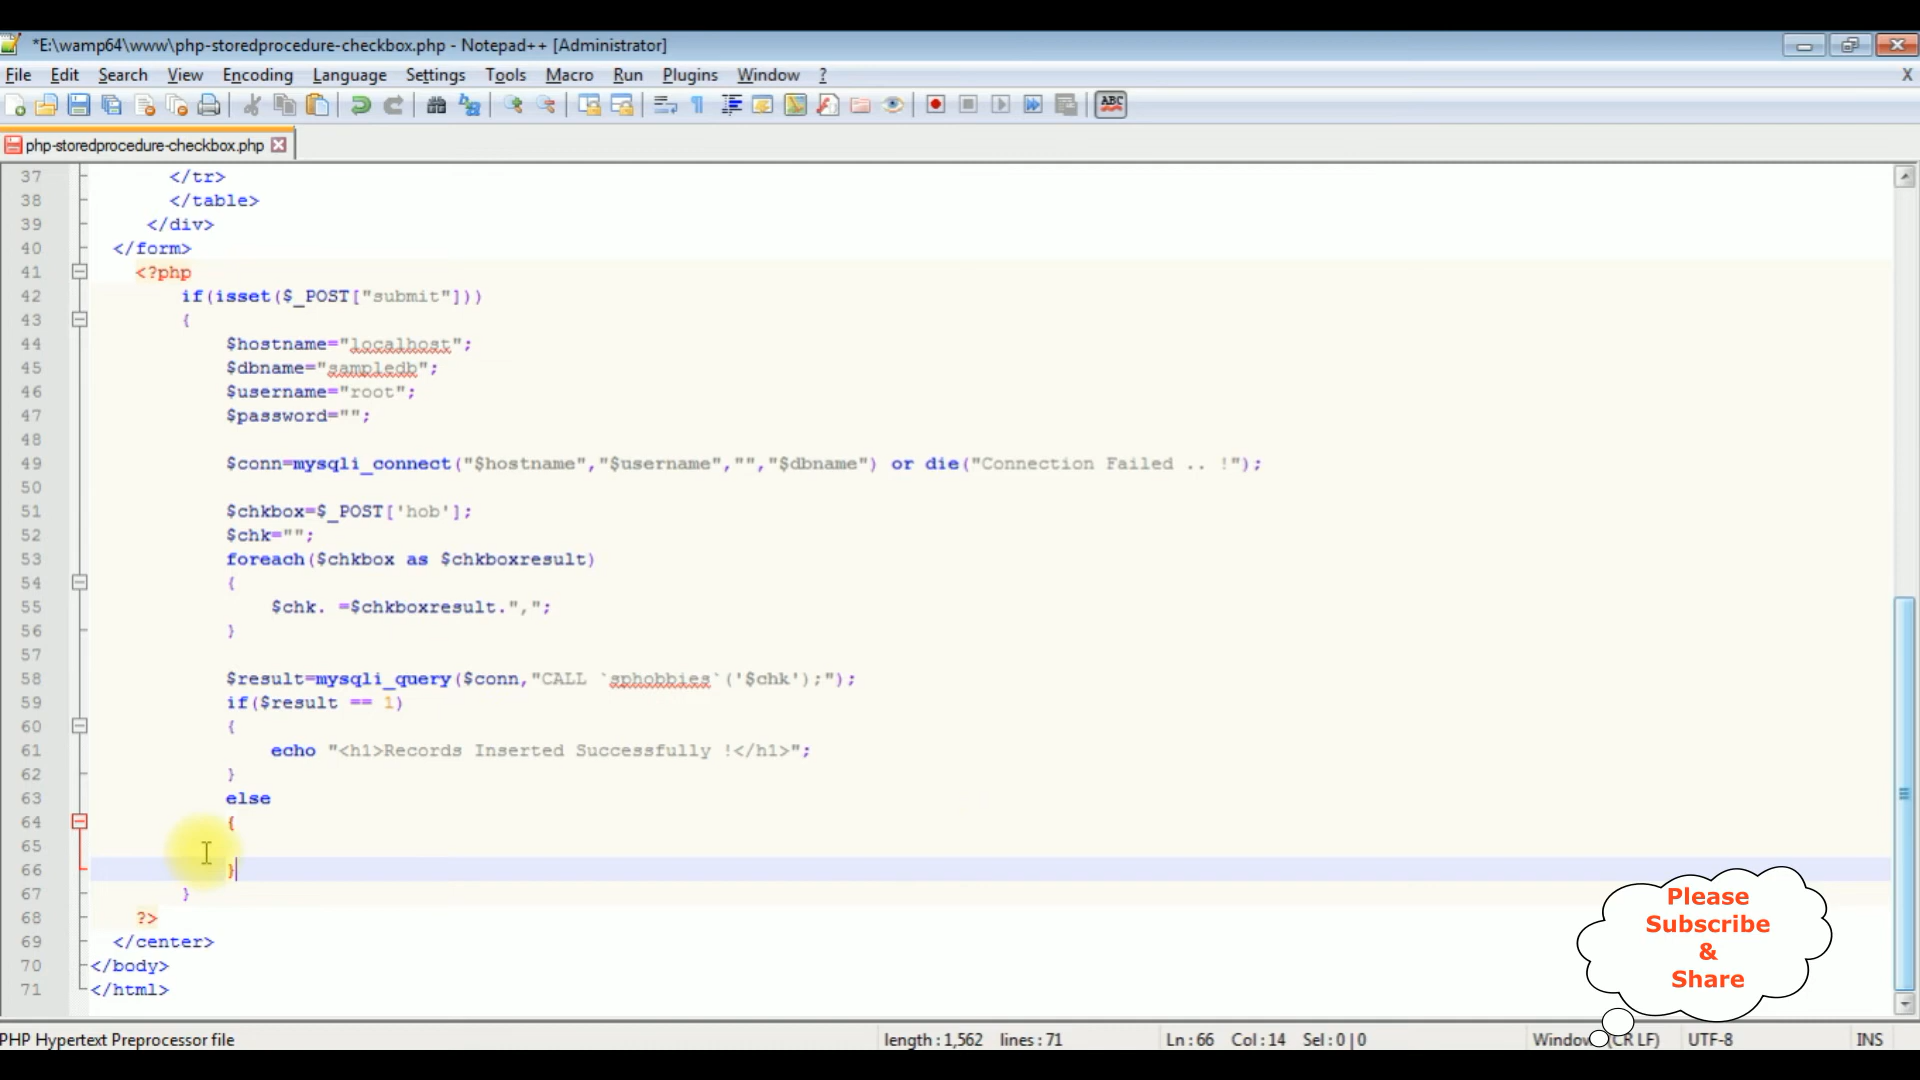 *E:\wamp64\www\php-storedprocedure-checkbox.php - Notepad++ [Administrator]
File Edit Search View Encoding Language Settings Tools Macro Run Plugins Window ? X
ABC
php-storedprocedure-checkbox.php
37 </tr>
38 </table>
39 </div>
40 </form>
41 <?php
42 if(isset($_POST["submit"]))
43 {
44 $hostname="localhost";
45 $dbname="sampledb";
46 $username="root";
47 $password="";
48
49 $conn=mysqli_connect("$hostname","$username","","$dbname") or die("Connection Failed .. !");
50
51 $chkbox=$_POST['hob'];
52 $chk="";
53 foreach($chkbox as $chkboxresult)
54 {
55 $chk. =$chkboxresult.",";
56 }
57
58 $result=mysqli_query($conn,"CALL `sphobbies`('$chk');");
59 if($result == 1)
60 {
61 echo "<h1>Records Inserted Successfully !</h1>";
62 }
63 else
64 {
65
66 }
67 }
68 ?>
69 </center>
70 </body>
71 </html>
Please
Subscribe
&
Share
PHP Hypertext Preprocessor file length : 1,562 lines : 71 Ln : 66 Col : 14 Sel : 0 | 0 (CR LF) UTF-8 INS